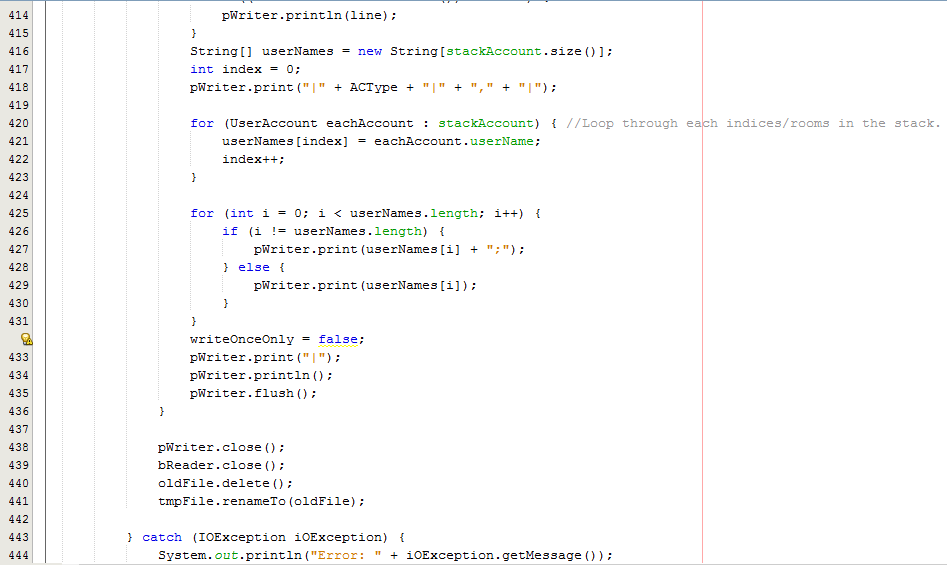 414 pWriter.println(line);
415 }
416 String[] userNames = new String[stackAccount.size()];
417 int index = 0;
418 pWriter.print("|" + ACType + "|" + "," + "|");
419
420 for (UserAccount eachAccount : stackAccount) { //Loop through each indices/rooms in the stack.
421 userNames[index] = eachAccount.userName;
422 index++;
423 }
424
425 for (int i = 0; i < userNames.length; i++) {
426 if (i != userNames.length) {
427 pWriter.print(userNames[i] + ";");
428 } else {
429 pWriter.print(userNames[i]);
430 }
431 }
writeOnceOnly = false;
433 pWriter.print("|");
434 pWriter.println();
435 pWriter.flush();
436 }
437
438 pWriter.close();
439 bReader.close();
440 oldFile.delete();
441 tmpFile.renameTo(oldFile);
442
443 } catch (IOException iOException) {
444 System.out.println("Error: " + iOException.getMessage());